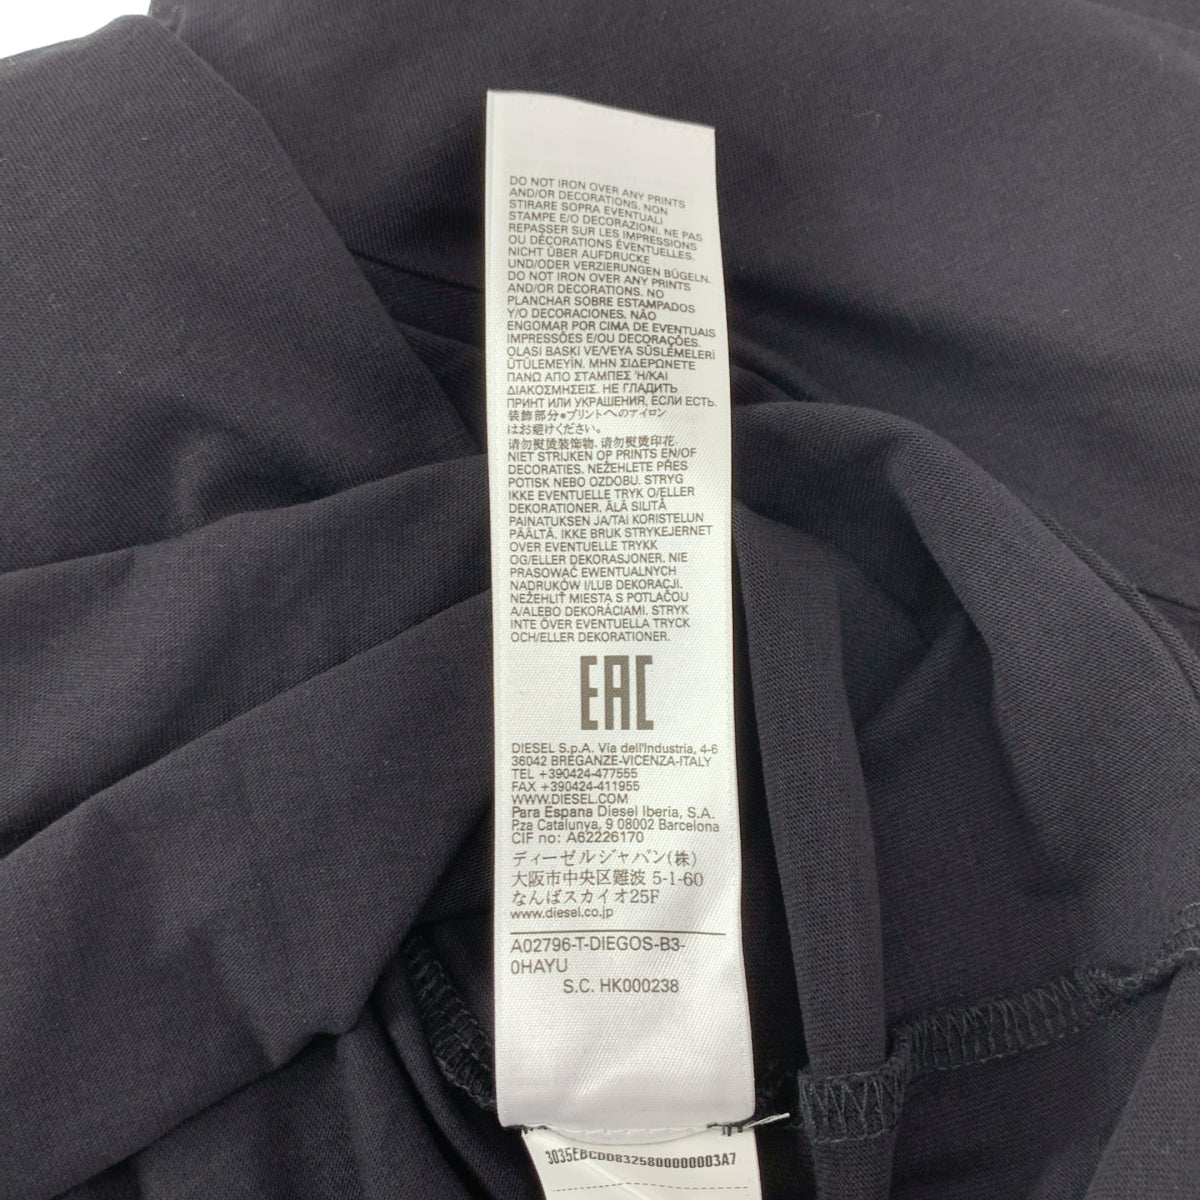 DO NOT IRON OVER ANY PRINTS
AND/OR DECORATIONS. NON
STIRARE SOPRA EVENTUALI
STAMPE E/O DECORAZIONI. NE PAS
REPASSER SUR LES IMPRESSIONS
OU DÉCORATIONS ÉVENTUELLES.
NICHT ÜBER AUFDRUCKE
UND/ODER VERZIERUNGEN BÜGELN.
DO NOT IRON OVER ANY PRINTS
AND/OR DECORATIONS. NO
PLANCHAR SOBRE ESTAMPADOS
Y/O DECORACIONES. NÃO
ENGOMAR POR CIMA DE EVENTUAIS
IMPRESSÕES E/OU DECORAÇÕES.
OLASI BASKI VE/VEYA SÜSLEMELERİ
ÜTÜLEMEYİN. ΜΗΝ ΣΙΔΕΡΩΝΕΤΕ
ΠΑΝΩ ΑΠΟ ΣΤΑΜΠΕΣ Ή/ΚΑΙ
ΔΙΑΚΟΣΜΗΣΕΙΣ. НЕ ГЛАДИТЬ
ПРИНТ ИЛИ УКРАШЕНИЯ, ЕСЛИ ЕСТЬ.
装飾部分●プリントへのアイロン
はお避けください。
请勿熨烫装饰物, 请勿熨烫印花.
NIET STRIJKEN OP PRINTS EN/OF
DECORATIES. NEŽEHLETE PŘES
POTISK NEBO OZDOBU. STRYG
IKKE EVENTUELLE TRYK O/ELLER
DEKORATIONER. ÄLÄ SILITÄ
PAINATUKSEN JA/TAI KORISTELUN
PÄÄLTÄ. IKKE BRUK STRYKEJERNET
OVER EVENTUELLE TRYKK
OG/ELLER DEKORASJONER. NIE
PRASOWAĆ EWENTUALNYCH
NADRUKÓW I/LUB DEKORACJI.
NEŽEHLIŤ MIESTA S POTLAČOU
A/ALEBO DEKORÁCIAMI. STRYK
INTE ÖVER EVENTUELLA TRYCK
OCH/ELLER DEKORATIONER.
EAC
DIESEL S.p.A. Via dell'Industria, 4-6
36042 BREGANZE-VICENZA-ITALY
TEL +390424-477555
FAX +390424-411955
WWW.DIESEL.COM
Para Espana Diesel Iberia, S.A.
P.za Catalunya, 9 08002 Barcelona
CIF no: A62226170
ディーゼルジャパン(株)
大阪市中央区難波 5-1-60
なんばスカイオ25F
www.diesel.co.jp
A02796-T-DIEGOS-B3-
0HAYU
S.C. HK000238
3035EBCDD8325800000003A7